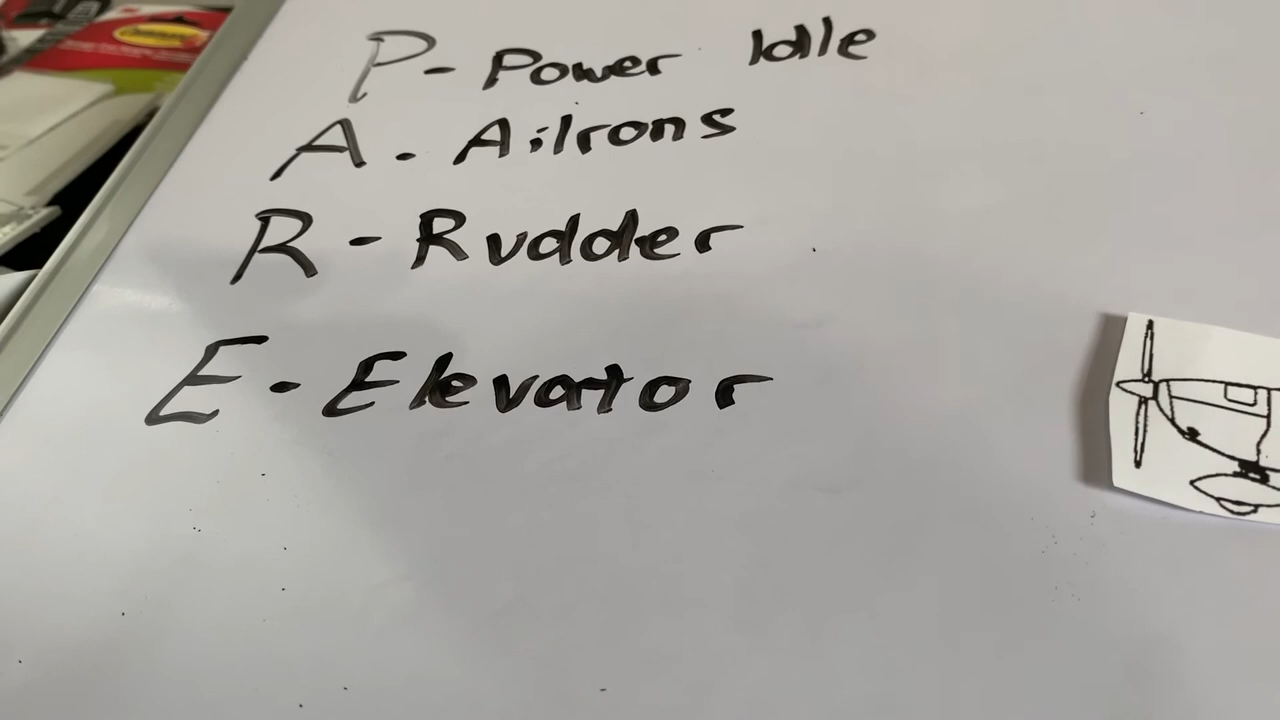 P - Power Idle
A - Ailrons
R - Rudder
E - Elevator